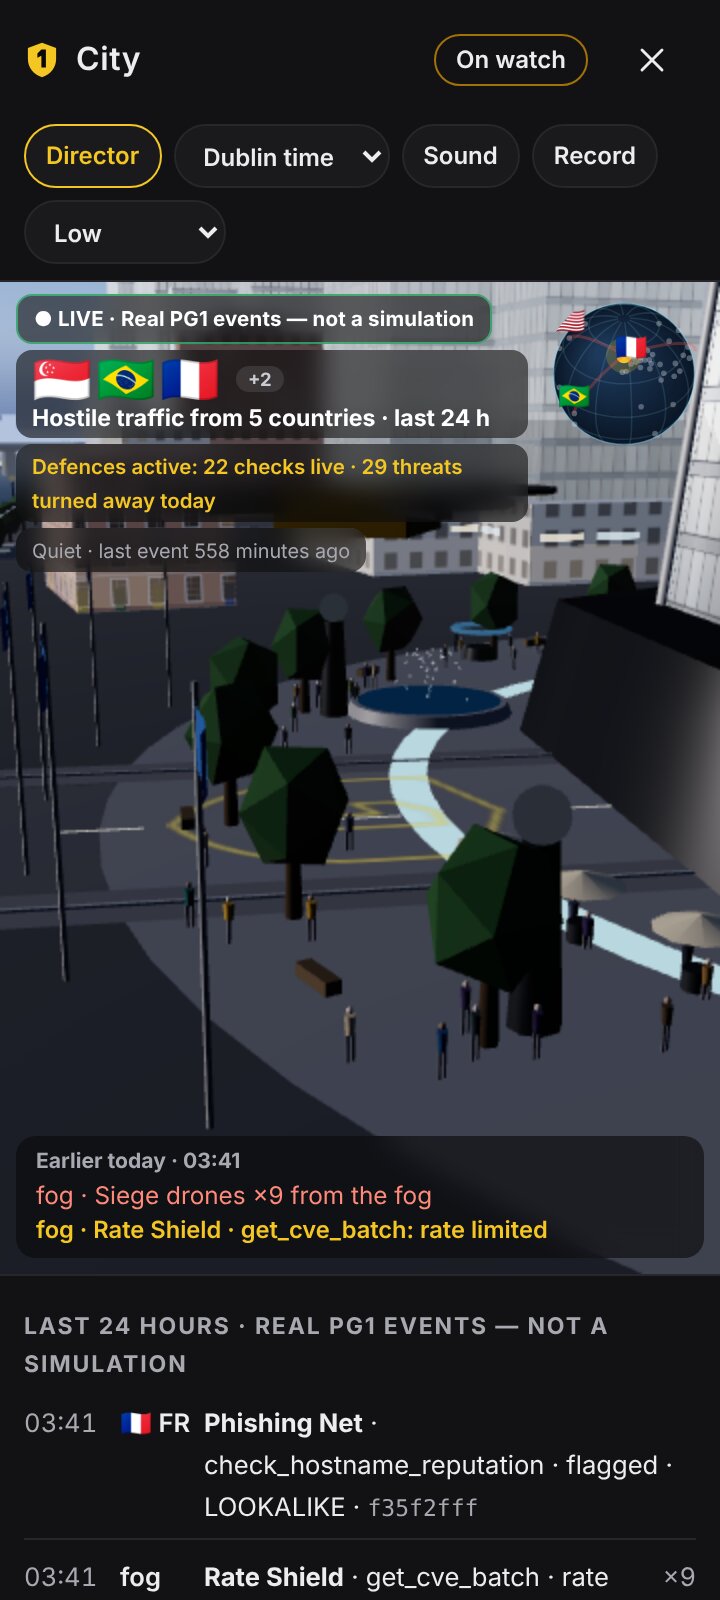 1 City
On watch
Director
Dublin time
Sound
Record
Low
LIVE · Real PG1 events — not a simulation
+2
Hostile traffic from 5 countries · last 24 h
Defences active: 22 checks live · 29 threats
turned away today
Quiet · last event 558 minutes ago
Earlier today · 03:41
fog · Siege drones ×9 from the fog
fog · Rate Shield · get_cve_batch: rate limited
LAST 24 HOURS · REAL PG1 EVENTS — NOT A
SIMULATION
03:41 FR Phishing Net ·
check_hostname_reputation · flagged ·
LOOKALIKE · f35f2fff
03:41 fog Rate Shield · get_cve_batch · rate ×9